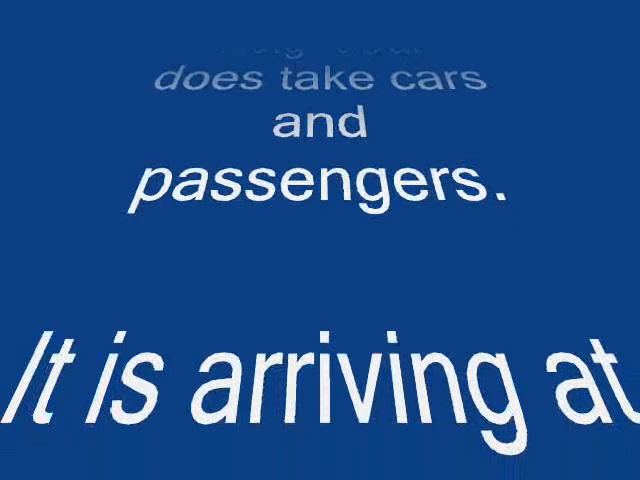 does take cars
and
passengers.
It is arriving at